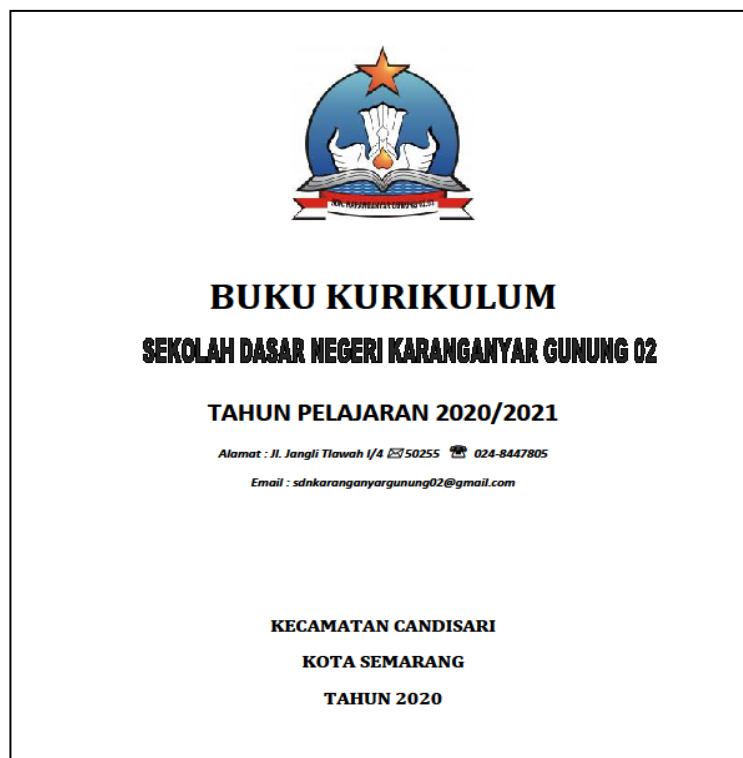 BUKU KURIKULUM
SEKOLAH DASAR NEGERI KARANGANYAR GUNUNG 02
TAHUN PELAJARAN 2020/2021
Alamat : Jl. Jangli Tlawah I/4 ✉ 50255 ☎ 024-8447805
Email : sdnkaranganyargunung02@gmail.com
KECAMATAN CANDISARI
KOTA SEMARANG
TAHUN 2020